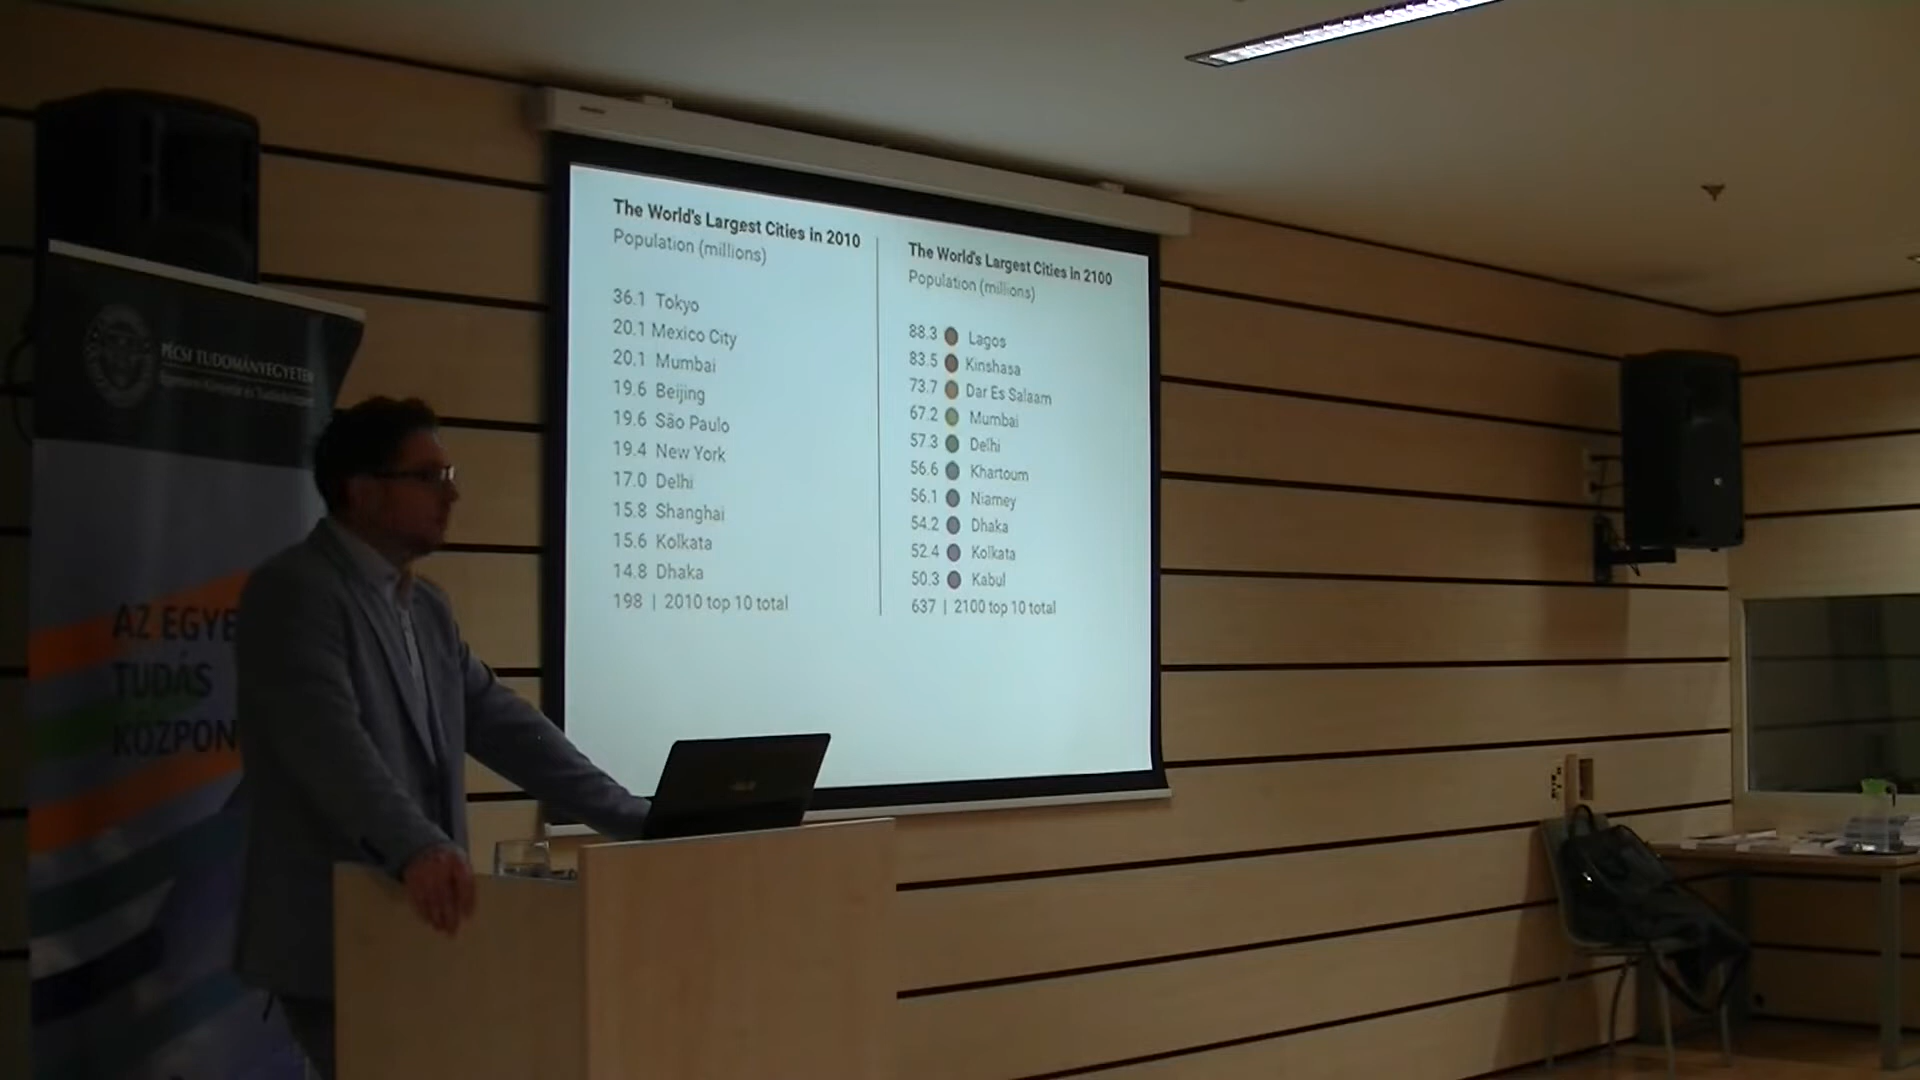 PÉCSI TUDOMÁNYEGYETEM
AZ EGYE
TUDÁS
KÖZPON
The World's Largest Cities in 2010
Population (millions)
36.1 Tokyo
20.1 Mexico City
20.1 Mumbai
19.6 Beijing
19.6 São Paulo
19.4 New York
17.0 Delhi
15.8 Shanghai
15.6 Kolkata
14.8 Dhaka
198 | 2010 top 10 total
The World's Largest Cities in 2100
Population (millions)
88.3 Lagos
83.5 Kinshasa
73.7 Dar Es Salaam
67.2 Mumbai
57.3 Delhi
56.6 Khartoum
56.1 Niamey
54.2 Dhaka
52.4 Kolkata
50.3 Kabul
637 | 2100 top 10 total